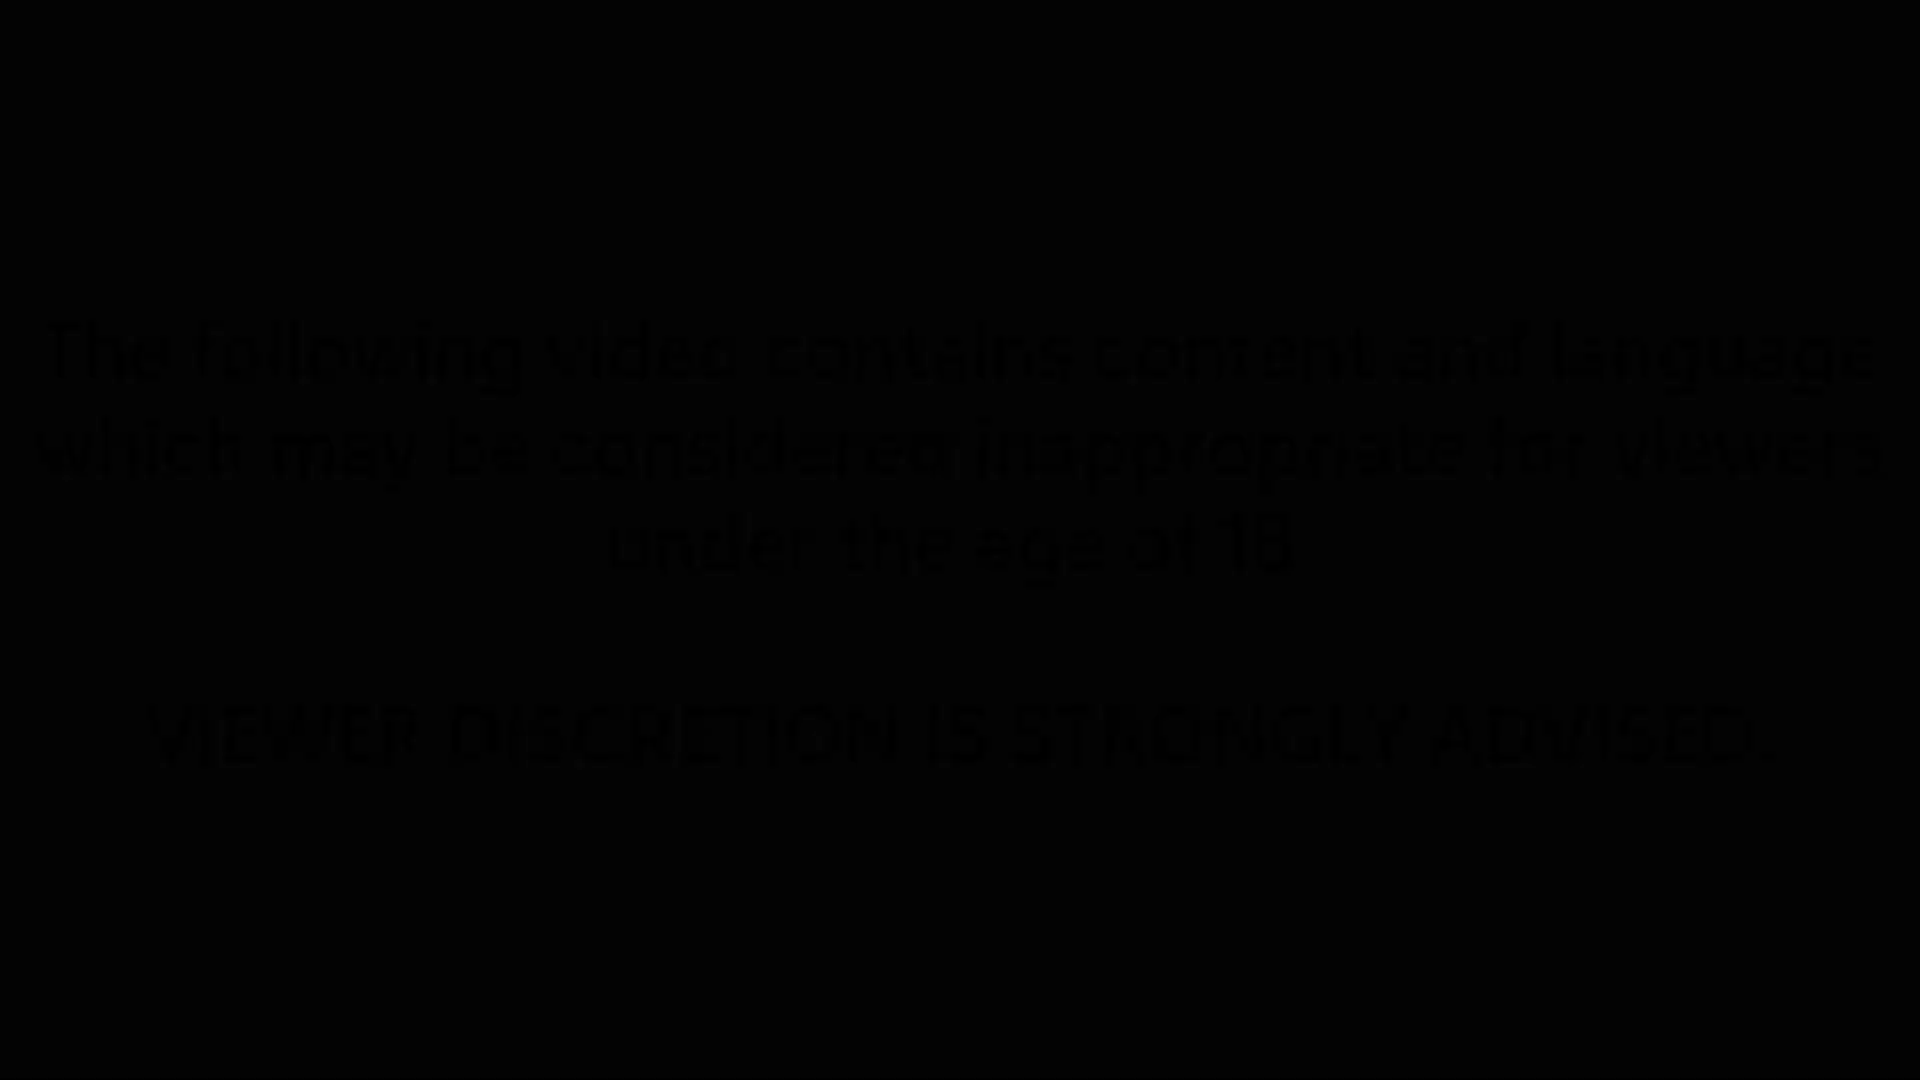 The following video contains content and language
which may be considered inappropriate for viewers
under the age of 18
VIEWER DISCRETION IS STRONGLY ADVISED.